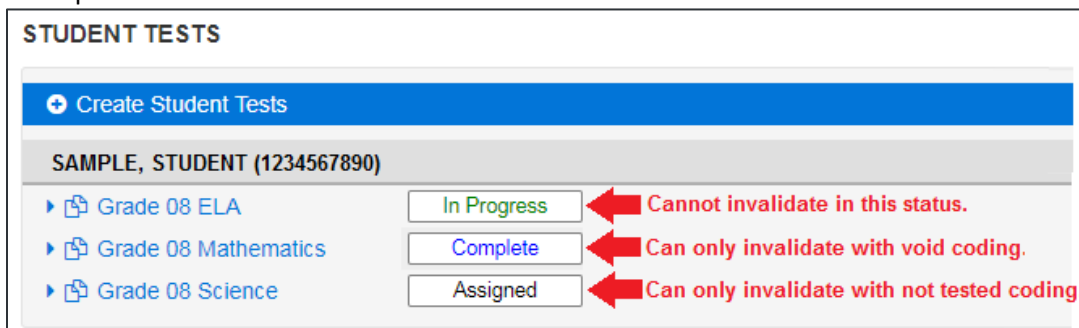 STUDENT TESTS
Create Student Tests
SAMPLE, STUDENT (1234567890)
Grade 08 ELA In Progress Cannot invalidate in this status.
Grade 08 Mathematics Complete Can only invalidate with void coding.
Grade 08 Science Assigned Can only invalidate with not tested coding